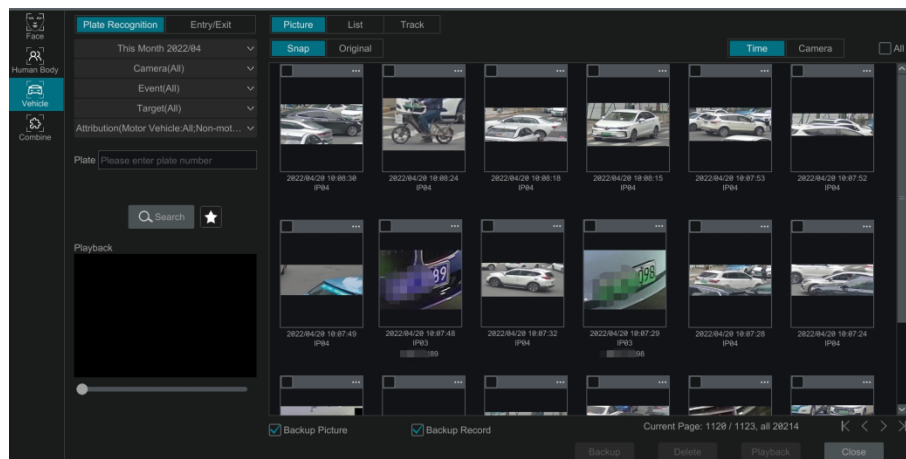 Face
Human Body
Vehicle
Combine
Plate Recognition
Entry/Exit
This Month 2022/04
Camera(All)
Event(All)
Target(All)
Attribution(Motor Vehicle:All;Non-mot...
Plate
Please enter plate number
Search
Playback
Picture
List
Track
Snap
Original
Time
Camera
All
2022/04/20 10:08:30
IP04
2022/04/20 10:08:24
IP04
2022/04/20 10:08:18
IP04
2022/04/20 10:08:15
IP04
2022/04/20 10:07:53
IP04
2022/04/20 10:07:52
IP04
89
098
2022/04/20 10:07:49
IP04
2022/04/20 10:07:48
IP03
89
2022/04/20 10:07:32
IP04
2022/04/20 10:07:29
IP03
98
2022/04/20 10:07:28
IP04
2022/04/20 10:07:24
IP04
Backup Picture
Backup Record
Current Page: 1120 / 1123, all 20214
Backup
Delete
Playback
Close